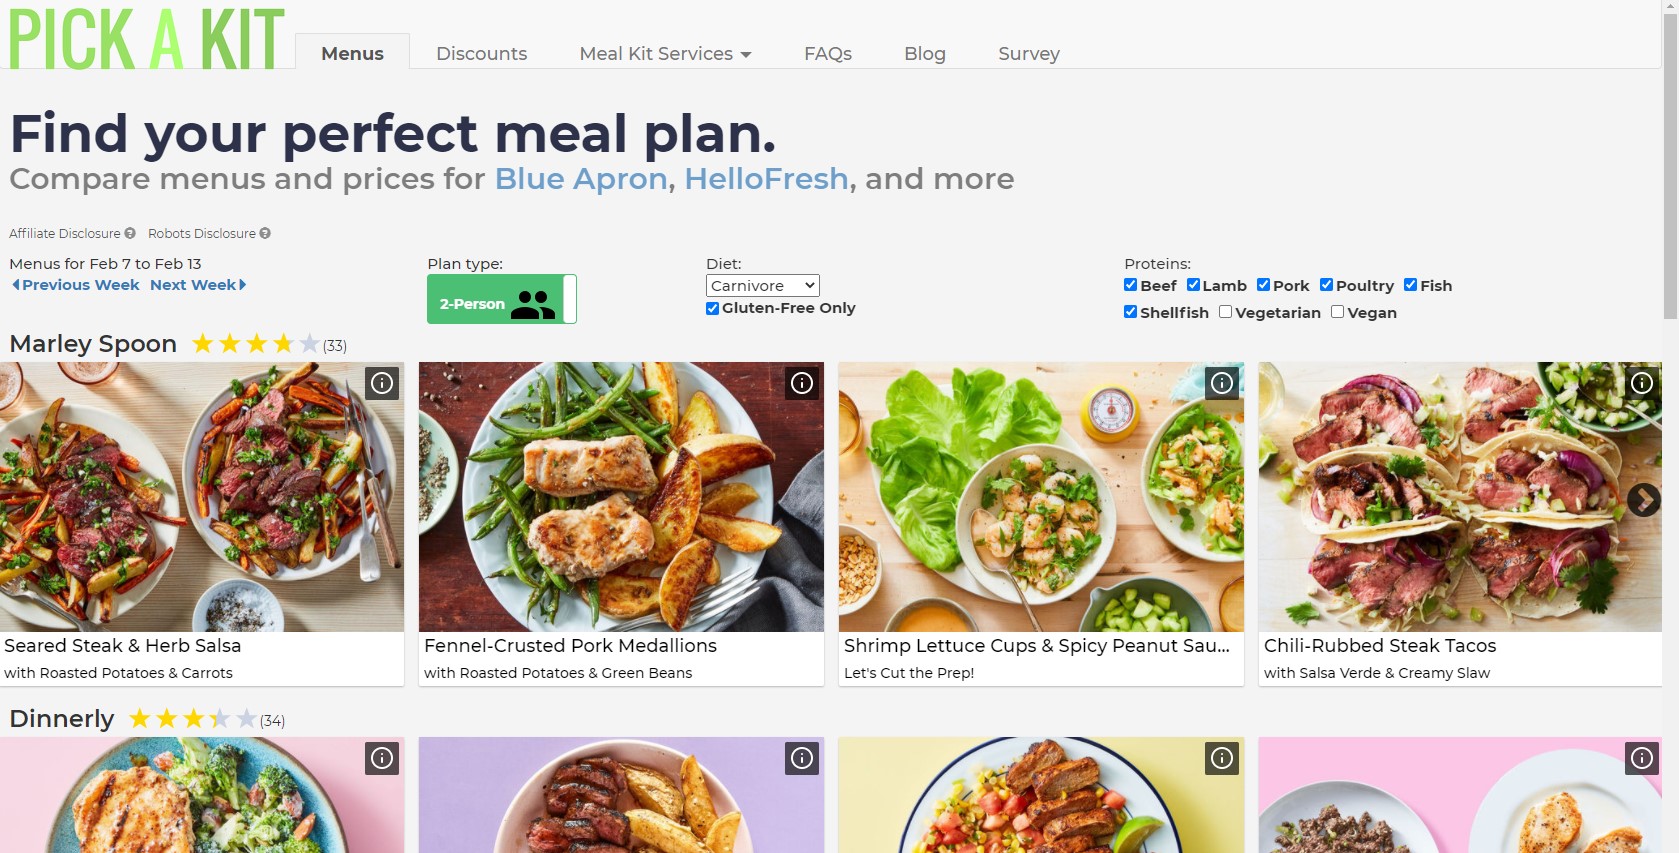 PICK A KIT
Menus
Discounts
Meal Kit Services
FAQs
Blog
Survey
Find your perfect meal plan.
Compare menus and prices for Blue Apron, HelloFresh, and more
Affiliate Disclosure
Robots Disclosure
Menus for Feb 7 to Feb 13
Previous Week Next Week
Plan type:
2-Person
Diet:
Carnivore
Gluten-Free Only
Proteins:
Beef Lamb Pork Poultry Fish
Shellfish Vegetarian Vegan
Marley Spoon (33)
Seared Steak & Herb Salsa
with Roasted Potatoes & Carrots
Fennel-Crusted Pork Medallions
with Roasted Potatoes & Green Beans
Shrimp Lettuce Cups & Spicy Peanut Sau...
Let's Cut the Prep!
Chili-Rubbed Steak Tacos
with Salsa Verde & Creamy Slaw
Dinnerly (34)